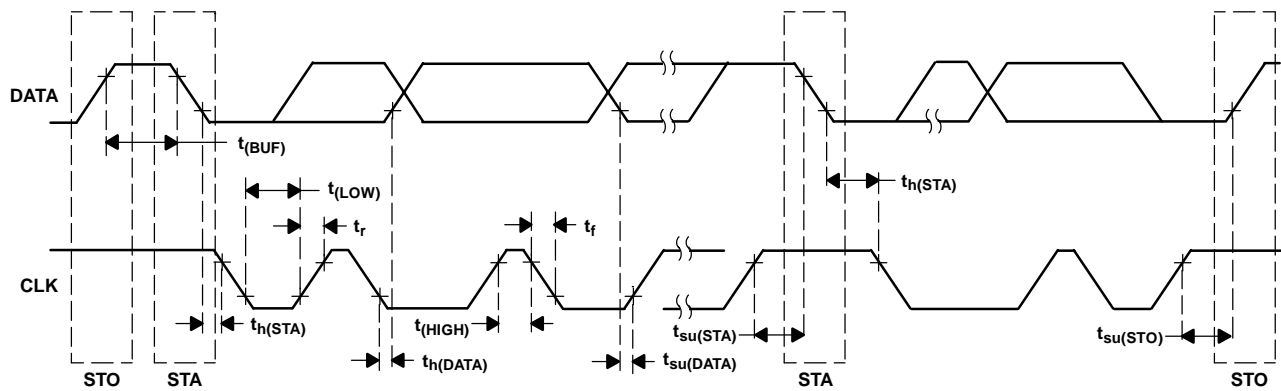 DATA
t(BUF)
t(LOW)
th(STA)
tr
tf
CLK
th(STA)
t(HIGH)
tsu(STA)
tsu(STO)
th(DATA)
tsu(DATA)
STO
STA
STA
STO